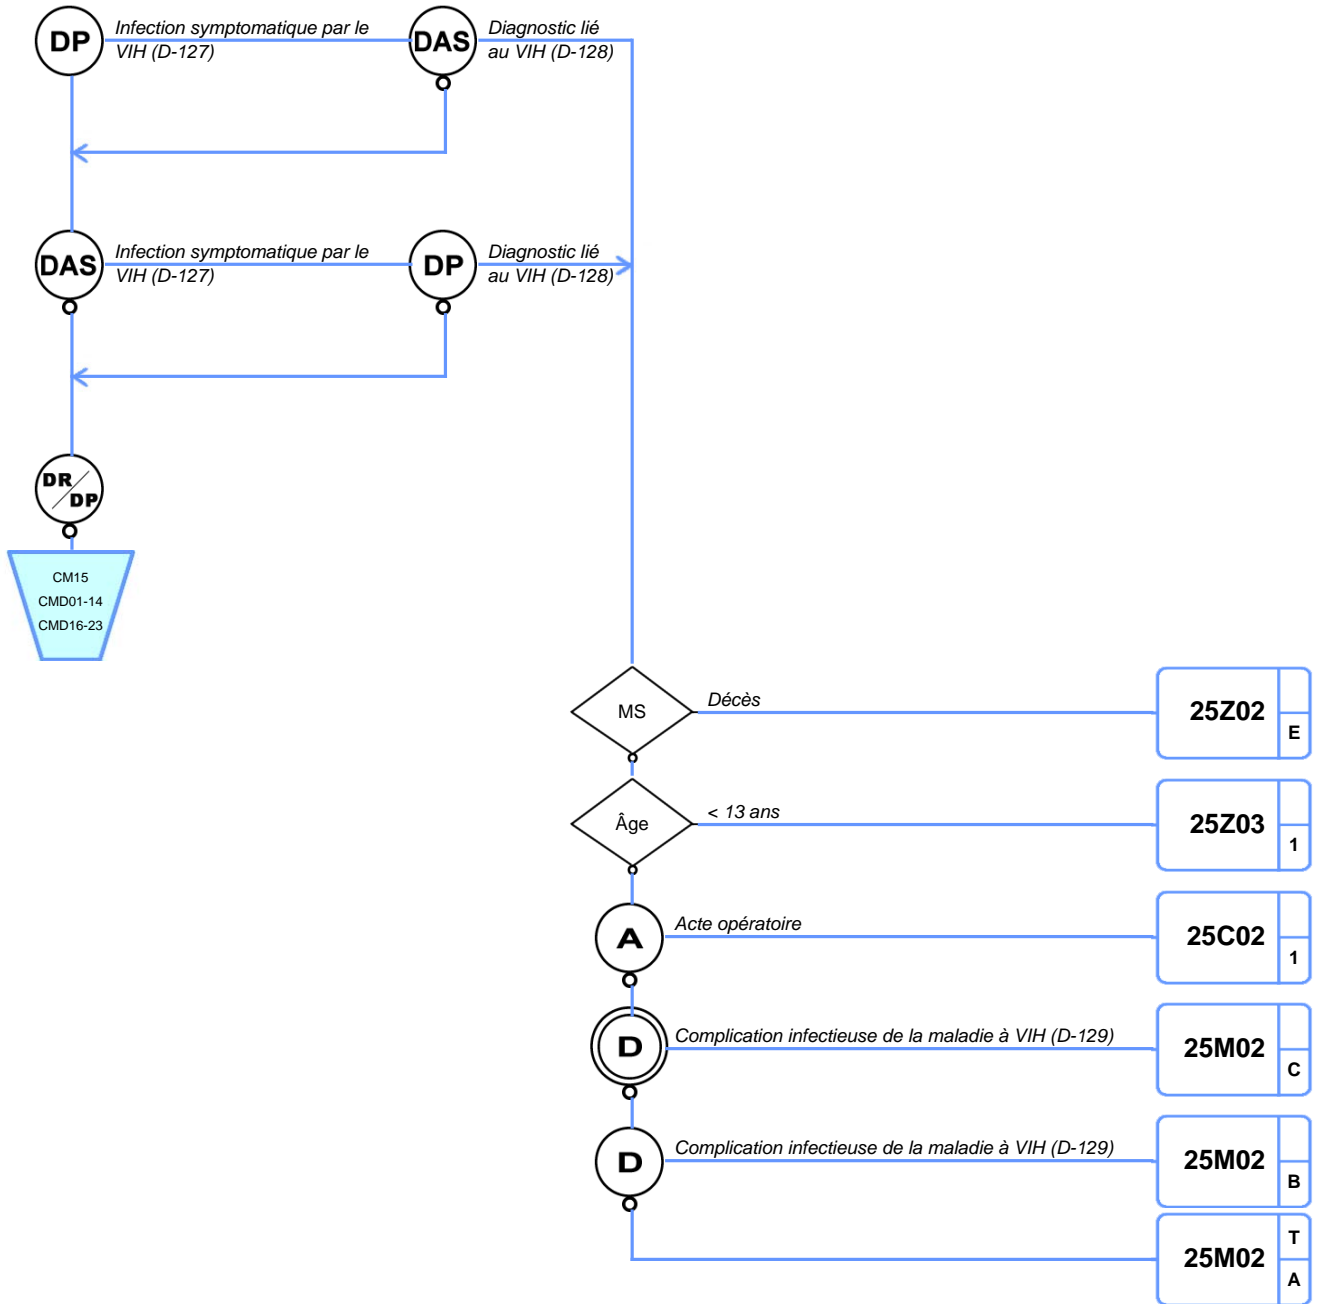 DP
Infection symptomatique par le
VIH (D-127)
DAS
Diagnostic lié
au VIH (D-128)
DAS
Infection symptomatique par le
VIH (D-127)
DP
Diagnostic lié
au VIH (D-128)
DR
DP
CM15
CMD01-14
CMD16-23
MS
Décès
25Z02
E
Âge
< 13 ans
25Z03
1
A
Acte opératoire
25C02
1
D
Complication infectieuse de la maladie à VIH (D-129)
25M02
C
D
Complication infectieuse de la maladie à VIH (D-129)
25M02
B
25M02
T
A